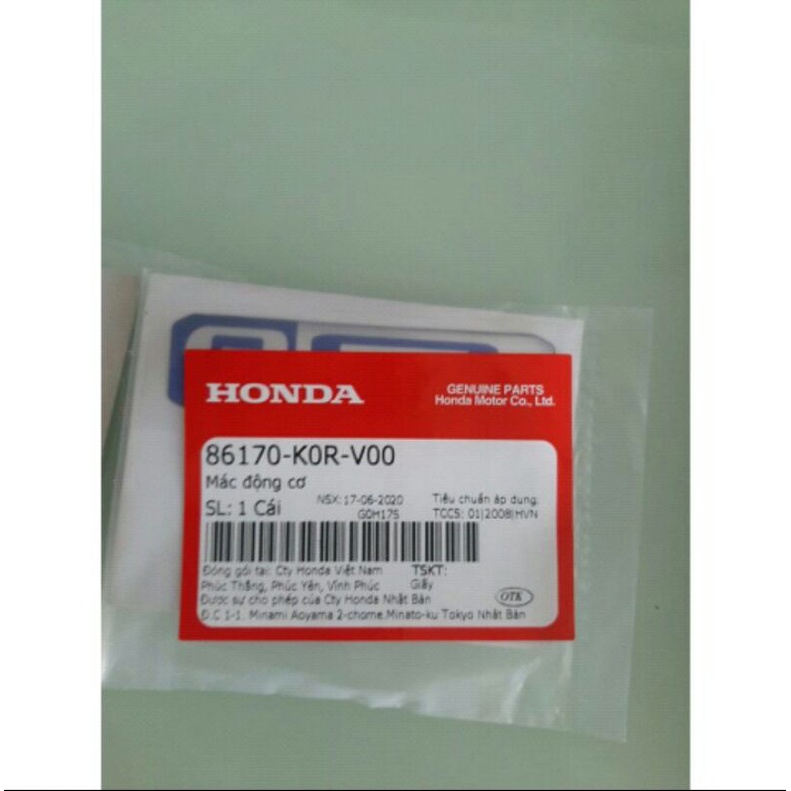 HONDA
GENUINE PARTS
Honda Motor Co., Ltd.
86170-K0R-V00
Mác động cơ
SL: 1 Cái
NSX: 17-06-2020
GOM175
Tiêu chuẩn áp dụng:
TCCS: 01|2008|HVN
Đóng gói tại: Cty Honda Việt Nam
Phúc Thắng, Phúc Yên, Vĩnh Phúc
TSKT:
Giấy
Được sự cho phép của Cty Honda Nhật Bản
Đ.C 1-1. Minami Aoyama 2-chome.Minato-ku Tokyo Nhật Bản
OTK